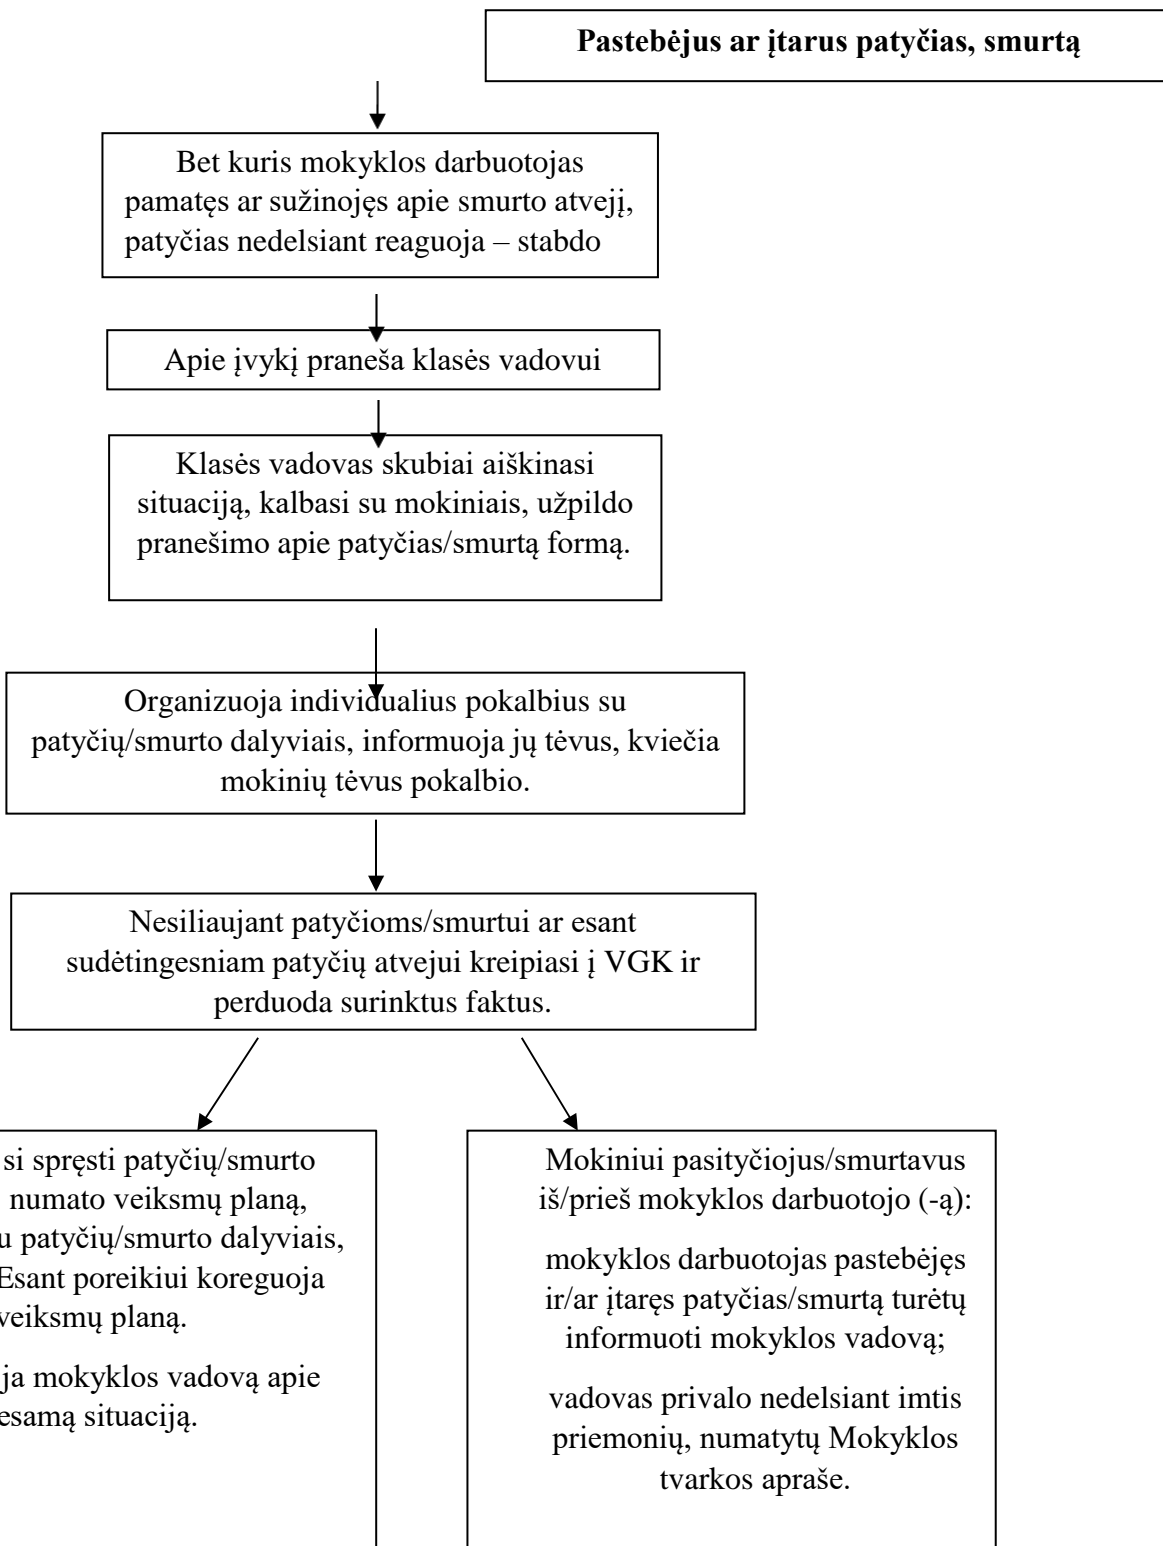 Pastebėjus ar įtarus patyčias, smurtą
Bet kuris mokyklos darbuotojas
pamatęs ar sužinojęs apie smurto atvejį,
patyčias nedelsiant reaguoja – stabdo
Apie įvykį praneša klasės vadovui
Klasės vadovas skubiai aiškinasi
situaciją, kalbasi su mokiniais, užpildo
pranešimo apie patyčias/smurtą formą.
Organizuoja individualius pokalbius su
patyčių/smurto dalyviais, informuoja jų tėvus, kviečia
mokinių tėvus pokalbio.
Nesiliaujant patyčioms/smurtui ar esant
sudėtingesniam patyčių atvejui kreipiasi į VGK ir
perduoda surinktus faktus.
si spręsti patyčių/smurto
numato veiksmų planą,
u patyčių/smurto dalyviais,
Esant poreikiui koreguoja
veiksmų planą.
ja mokyklos vadovą apie
esamą situaciją.
Mokiniui pasityčiojus/smurtavus
iš/prieš mokyklos darbuotojo (-ą):
mokyklos darbuotojas pastebėjęs
ir/ar įtaręs patyčias/smurtą turėtų
informuoti mokyklos vadovą;
vadovas privalo nedelsiant imtis
priemonių, numatytų Mokyklos
tvarkos apraše.